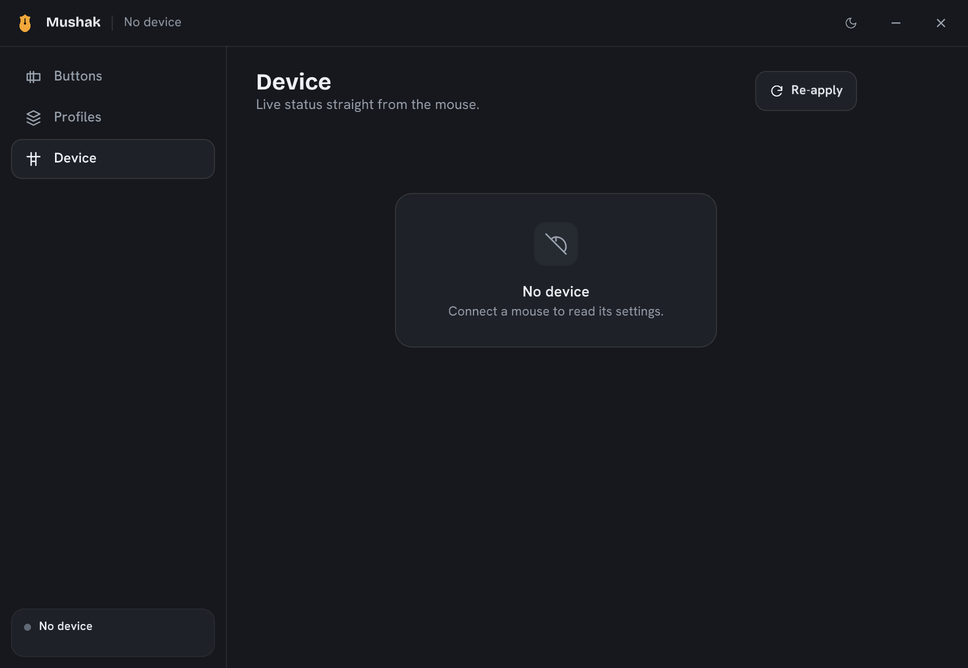 Mushak
No device
Buttons
Profiles
Device
Device
Live status straight from the mouse.
Re-apply
No device
Connect a mouse to read its settings.
No device